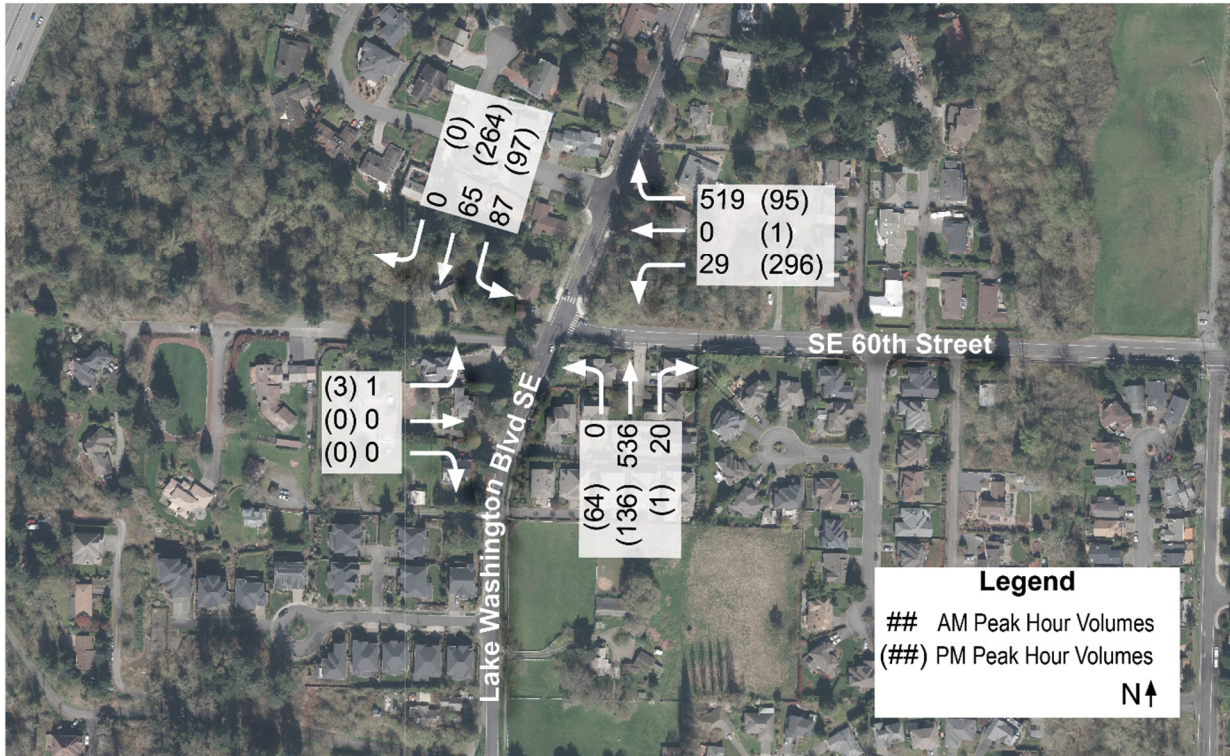 0 (0)
65 (264)
87 (97)
519 (95)
0 (1)
29 (296)
SE 60th Street
(3) 1
(0) 0
(0) 0
Lake Washington Blvd SE
(64) 0
(136) 536
(1) 20
Legend
## AM Peak Hour Volumes
(##) PM Peak Hour Volumes
N